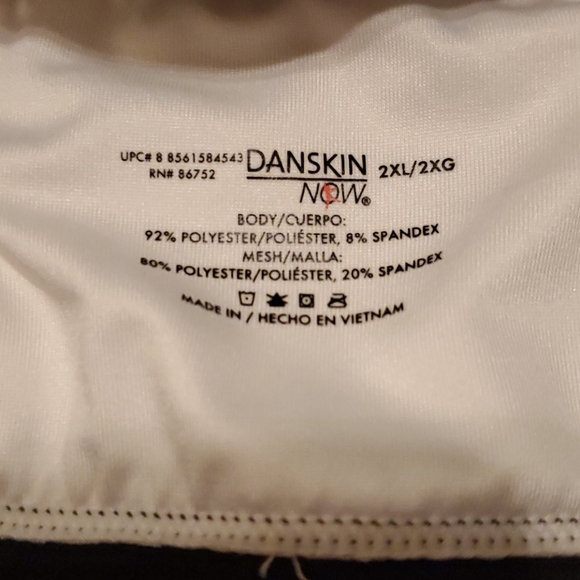 UPC# 8 8561584543
RN# 86752
DANSKIN
NOW®
2XL/2XG
BODY/CUERPO:
92% POLYESTER/POLIÉSTER, 8% SPANDEX
MESH/MALLA:
80% POLYESTER/POLIÉSTER, 20% SPANDEX
MADE IN / HECHO EN VIETNAM